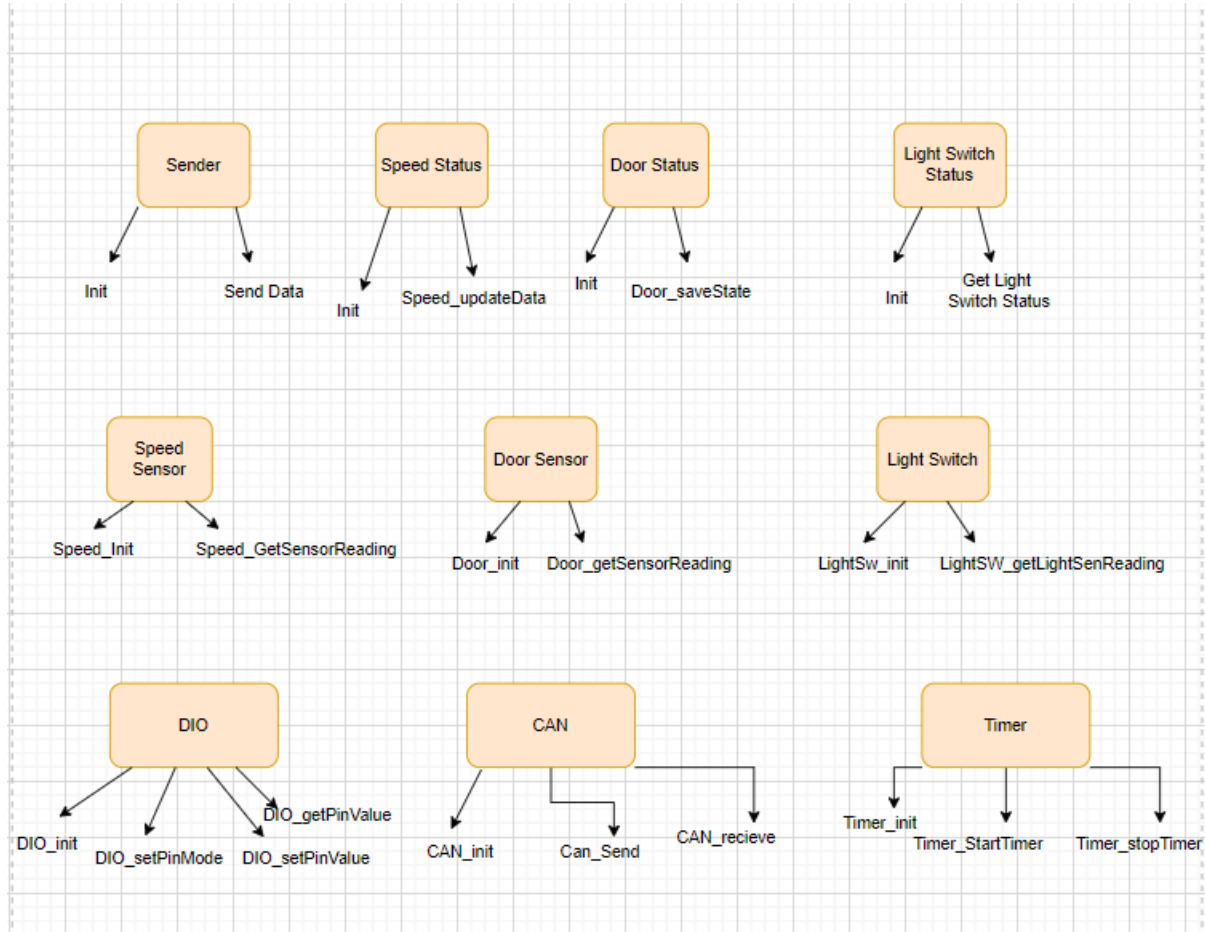 Sender
Speed Status
Door Status
Light Switch
Status
Init
Send Data
Init
Speed_updateData
Init
Door_saveState
Init
Get Light
Switch Status
Speed
Sensor
Door Sensor
Light Switch
Speed_Init
Speed_GetSensorReading
Door_init
Door_getSensorReading
LightSw_init
LightSW_getLightSenReading
DIO
CAN
Timer
DIO_init
DIO_setPinMode
DIO_setPinValue
DIO_getPinValue
CAN_init
Can_Send
CAN_recieve
Timer_init
Timer_StartTimer
Timer_stopTimer